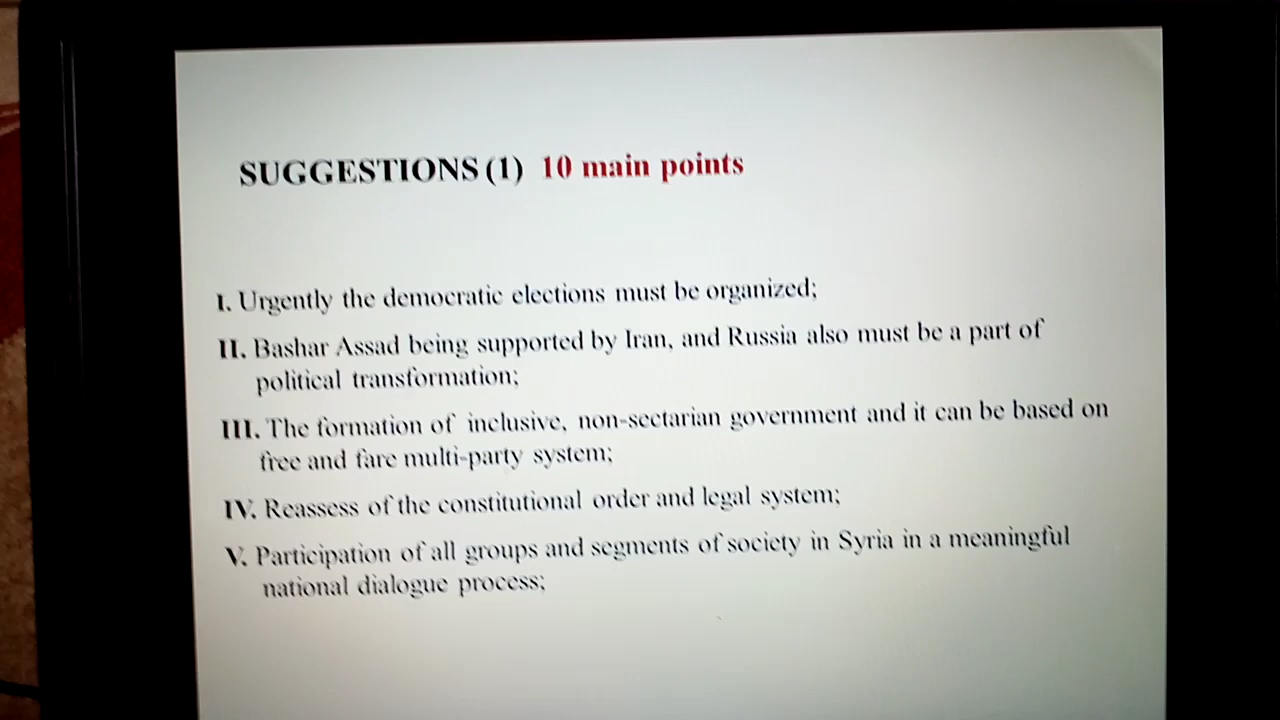 SUGGESTIONS (1) 10 main points
I. Urgently the democratic elections must be organized;
II. Bashar Assad being supported by Iran, and Russia also must be a part of
political transformation;
III. The formation of inclusive, non-sectarian government and it can be based on
free and fare multi-party system;
IV. Reassess of the constitutional order and legal system;
V. Participation of all groups and segments of society in Syria in a meaningful
national dialogue process;